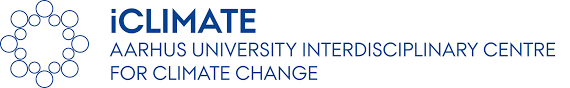 iCLIMATE
AARHUS UNIVERSITY INTERDISCIPLINARY CENTRE
FOR CLIMATE CHANGE